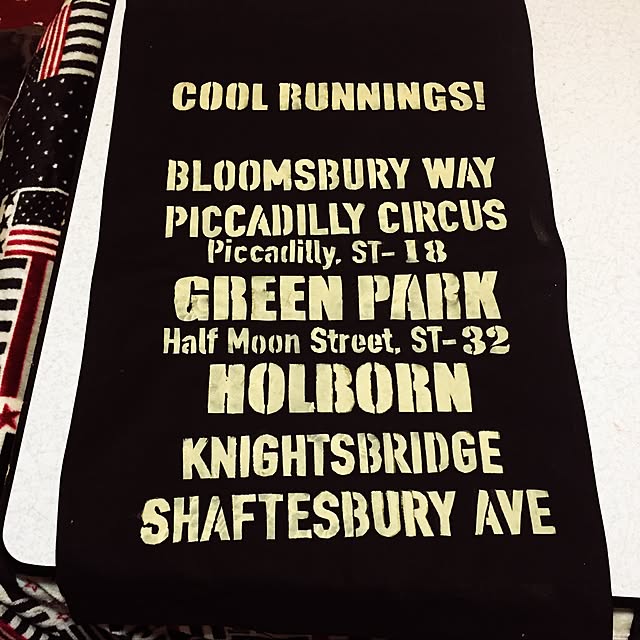 COOL RUNNINGS!
BLOOMSBURY WAY
PICCADILLY CIRCUS
Piccadilly, ST-18
GREEN PARK
Half Moon Street, ST-32
HOLBORN
KNIGHTSBRIDGE
SHAFTESBURY AVE